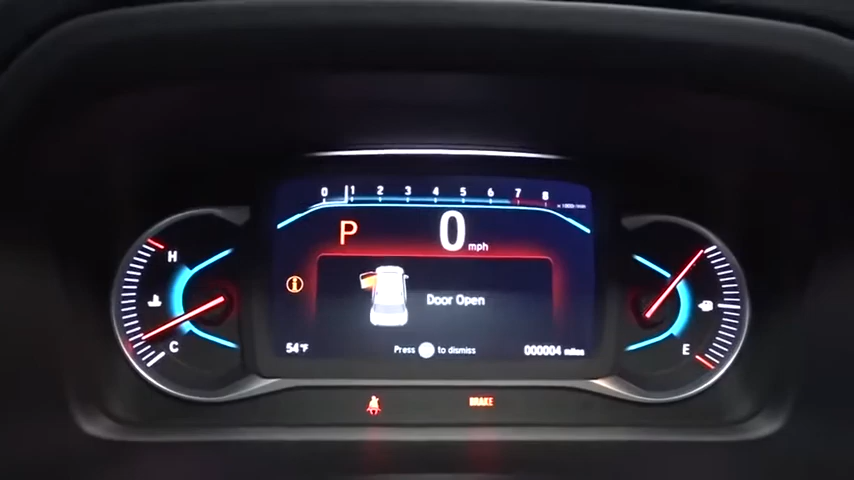 0 1 2 3 4 5 6 7 8
x 1000r/min
P 0 mph
H
C
Door Open
E
54°F
Press to dismiss
000004 miles
BRAKE